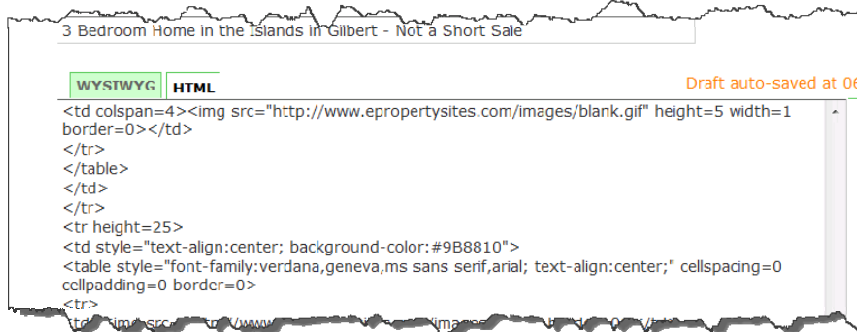 3 Bedroom Home in the Islands in Gilbert - Not a Short Sale
WYSIWYG HTML Draft auto-saved at 06
<td colspan=4><img src="http://www.epropertysites.com/images/blank.gif" height=5 width=1
border=0></td>
</tr>
</table>
</td>
</tr>
<tr height=25>
<td style="text-align:center; background-color:#9B8810">
<table style="font-family:verdana,geneva,ms sans serif,arial; text-align:center;" cellspacing=0
cellpadding=0 border=0>
<tr>